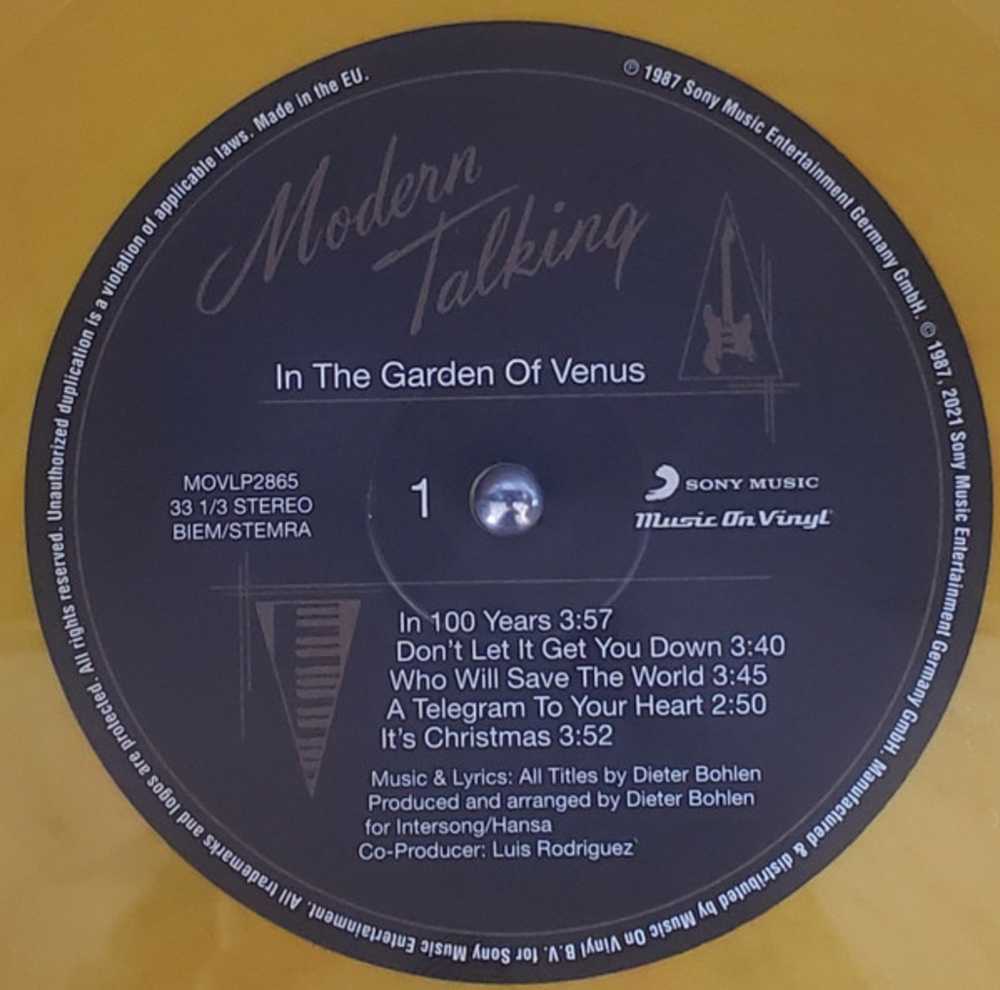 Modern
Talking
In The Garden Of Venus
MOVLP2865
33 1/3 STEREO
BIEM/STEMRA
1
SONY MUSIC
Music On Vinyl
In 100 Years 3:57
Don't Let It Get You Down 3:40
Who Will Save The World 3:45
A Telegram To Your Heart 2:50
It's Christmas 3:52
Music & Lyrics: All Titles by Dieter Bohlen
Produced and arranged by Dieter Bohlen
for Intersong/Hansa
Co-Producer: Luis Rodriguez
℗ 1987 Sony Music Entertainment Germany GmbH. © 1987, 2021 Sony Music Entertainment Germany GmbH. Manufactured & distributed by Music On Vinyl B.V. for Sony Music Entertainment. All trademarks and logos are protected. All rights reserved. Unauthorized duplication is a violation of applicable laws. Made in the EU.